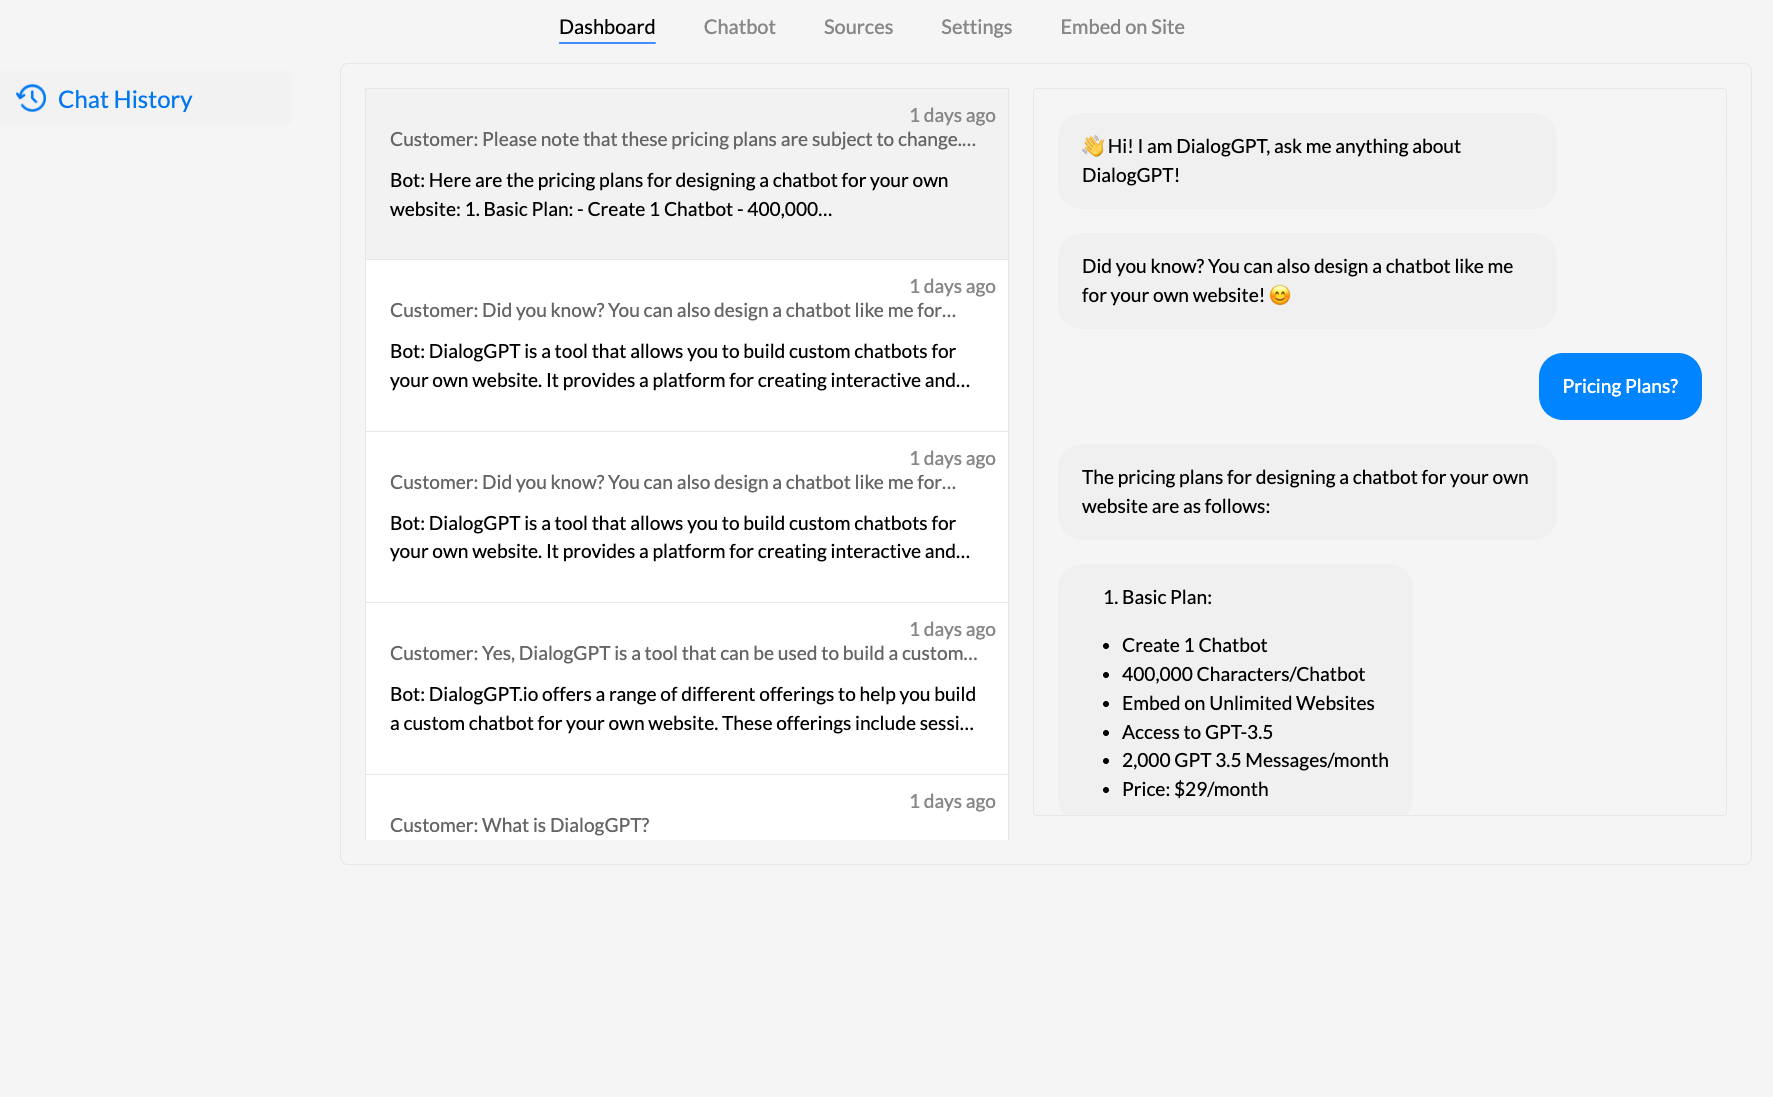 Dashboard Chatbot Sources Settings Embed on Site
Chat History
1 days ago
Customer: Please note that these pricing plans are subject to change.…
Bot: Here are the pricing plans for designing a chatbot for your own
website: 1. Basic Plan: - Create 1 Chatbot - 400,000…
1 days ago
Customer: Did you know? You can also design a chatbot like me for…
Bot: DialogGPT is a tool that allows you to build custom chatbots for
your own website. It provides a platform for creating interactive and…
1 days ago
Customer: Did you know? You can also design a chatbot like me for…
Bot: DialogGPT is a tool that allows you to build custom chatbots for
your own website. It provides a platform for creating interactive and…
1 days ago
Customer: Yes, DialogGPT is a tool that can be used to build a custom…
Bot: DialogGPT.io offers a range of different offerings to help you build
a custom chatbot for your own website. These offerings include sessi…
1 days ago
Customer: What is DialogGPT?
👋 Hi! I am DialogGPT, ask me anything about
DialogGPT!
Did you know? You can also design a chatbot like me
for your own website! 😊
Pricing Plans?
The pricing plans for designing a chatbot for your own
website are as follows:
1. Basic Plan:
• Create 1 Chatbot
• 400,000 Characters/Chatbot
• Embed on Unlimited Websites
• Access to GPT-3.5
• 2,000 GPT 3.5 Messages/month
• Price: $29/month